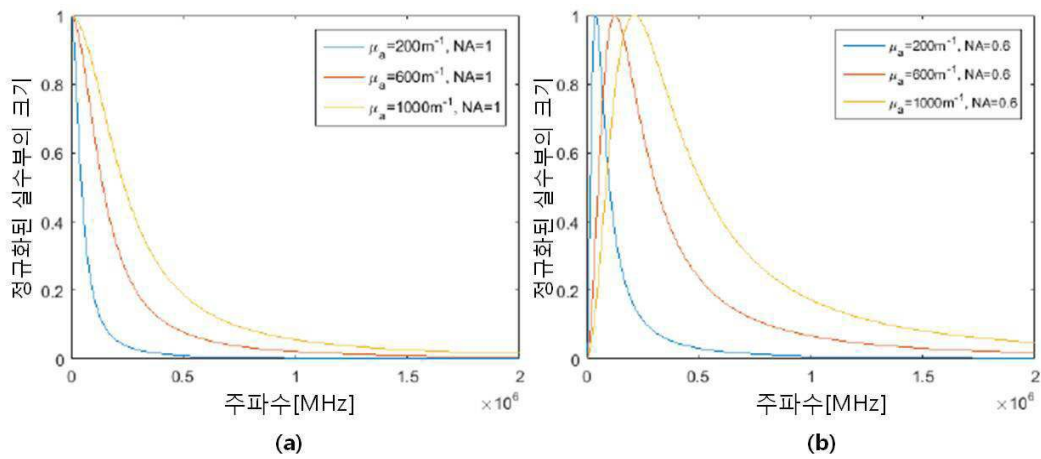 정규화된 실수부의 크기
1
0.8
0.6
0.4
0.2
0
μa=200m-1, NA=1
μa=600m-1, NA=1
μa=1000m-1, NA=1
0 0.5 1 1.5 2
×10⁶
주파수[MHz]
(a)
정규화된 실수부의 크기
1
0.8
0.6
0.4
0.2
0
μa=200m-1, NA=0.6
μa=600m-1, NA=0.6
μa=1000m-1, NA=0.6
0 0.5 1 1.5 2
×10⁶
주파수[MHz]
(b)